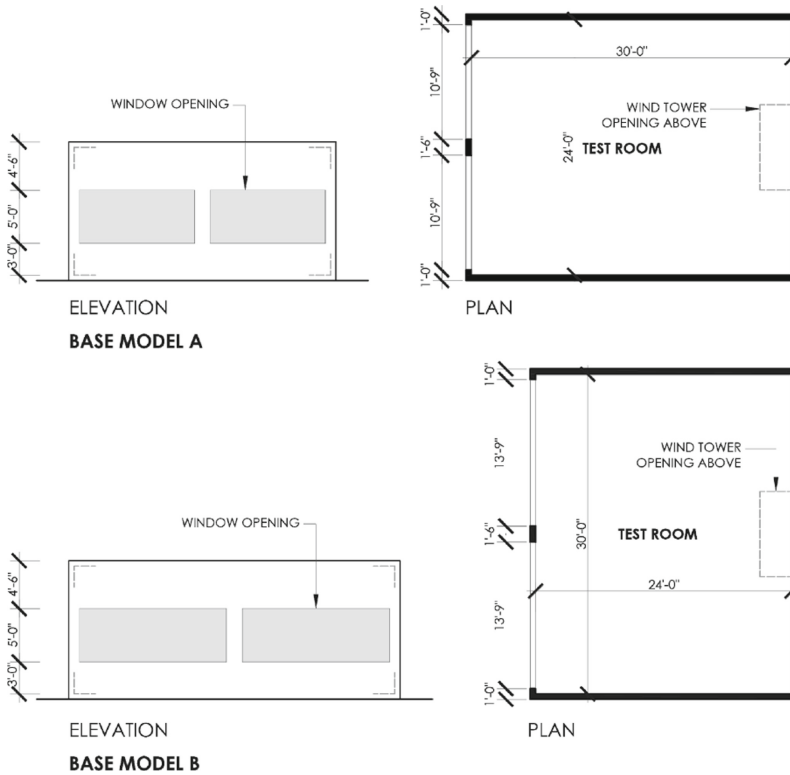 WINDOW OPENING
4'-6"
5'-0"
3'-0"
ELEVATION
BASE MODEL A
1'-0"
10'-9"
1'-6"
10'-9"
1'-0"
30'-0"
24'-0"
WIND TOWER
OPENING ABOVE
TEST ROOM
PLAN
WINDOW OPENING
4'-6"
5'-0"
3'-0"
ELEVATION
BASE MODEL B
1'-0"
13'-9"
1'-6"
13'-9"
1'-0"
30'-0"
WIND TOWER
OPENING ABOVE
TEST ROOM
24'-0"
PLAN